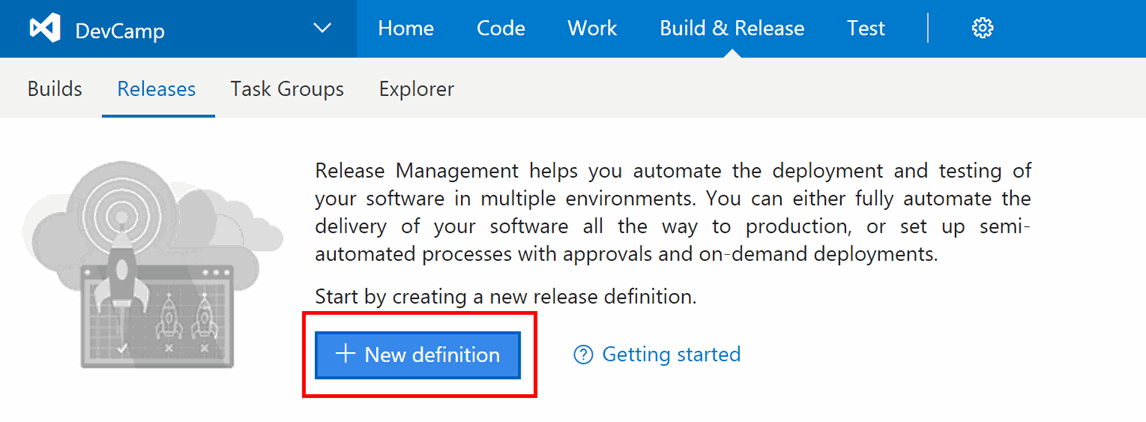 DevCamp Home Code Work Build & Release Test
Builds Releases Task Groups Explorer
Release Management helps you automate the deployment and testing of
your software in multiple environments. You can either fully automate the
delivery of your software all the way to production, or set up semi-
automated processes with approvals and on-demand deployments.
Start by creating a new release definition.
+ New definition ? Getting started